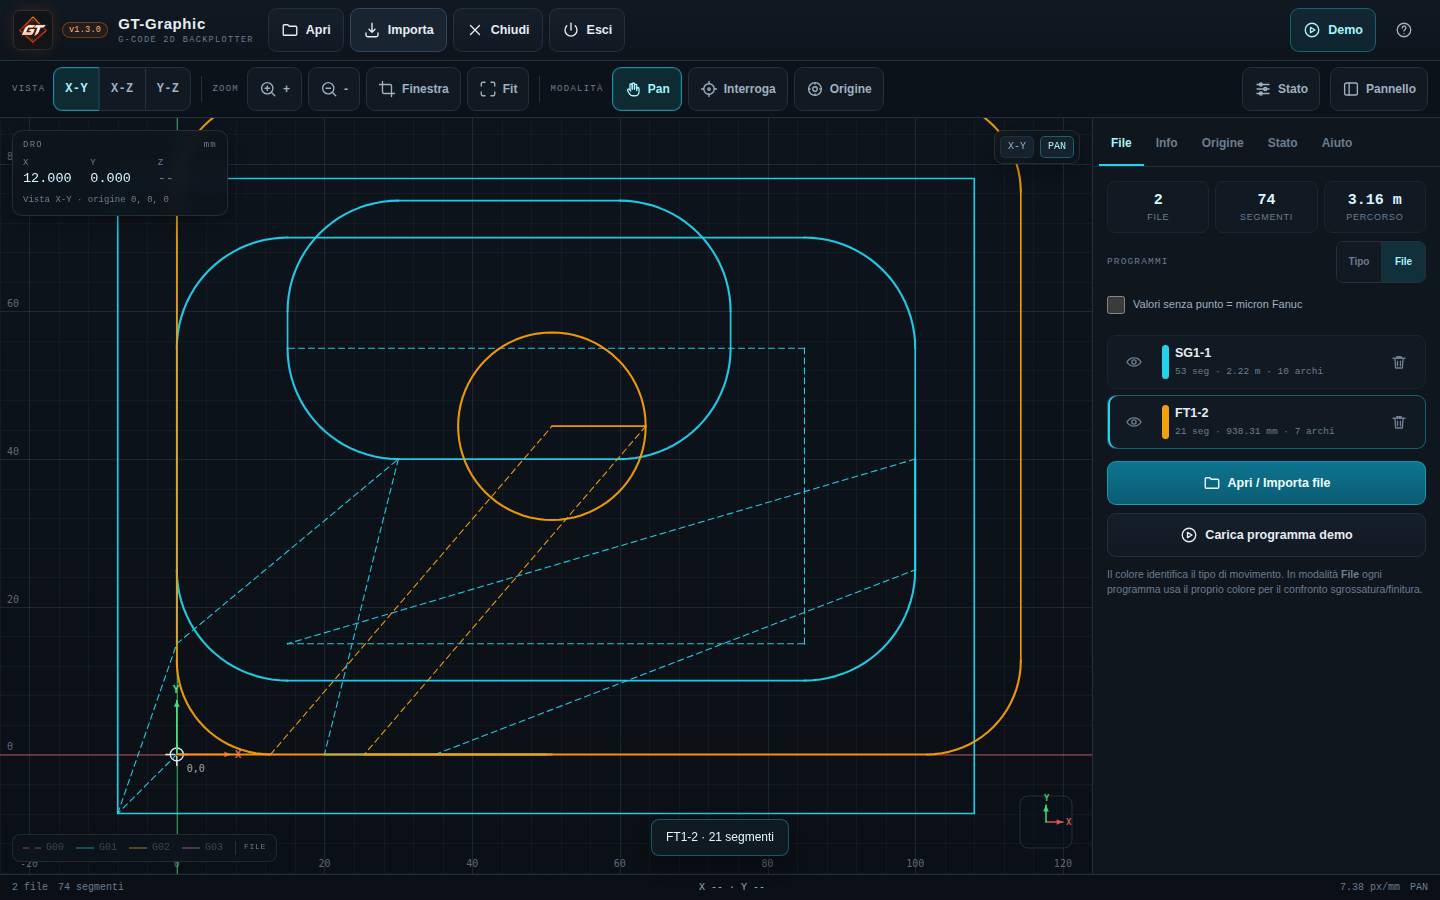 GT
v1.3.0
GT-Graphic
G-CODE 2D BACKPLOTTER
Apri
Importa
Chiudi
Esci
Demo
VISTA
X-Y
X-Z
Y-Z
ZOOM
+
-
Finestra
Fit
MODALITÀ
Pan
Interroga
Origine
Stato
Pannello
DRO
mm
X
Y
Z
12.000
0.000
--
Vista X-Y · origine 0, 0, 0
X-Y
PAN
8
60
40
20
0
Y
X
0,0
Y
X
G00
G01
G02
G03
FILE
-20
0
20
40
60
80
100
120
FT1-2 · 21 segmenti
File
Info
Origine
Stato
Aiuto
2
FILE
74
SEGMENTI
3.16 m
PERCORSO
PROGRAMMI
Tipo
File
Valori senza punto = micron Fanuc
SG1-1
53 seg · 2.22 m · 10 archi
FT1-2
21 seg · 938.31 mm · 7 archi
Apri / Importa file
Carica programma demo
Il colore identifica il tipo di movimento. In modalità File ogni
programma usa il proprio colore per il confronto sgrossatura/finitura.
2 file
74 segmenti
X -- · Y --
7.38 px/mm
PAN